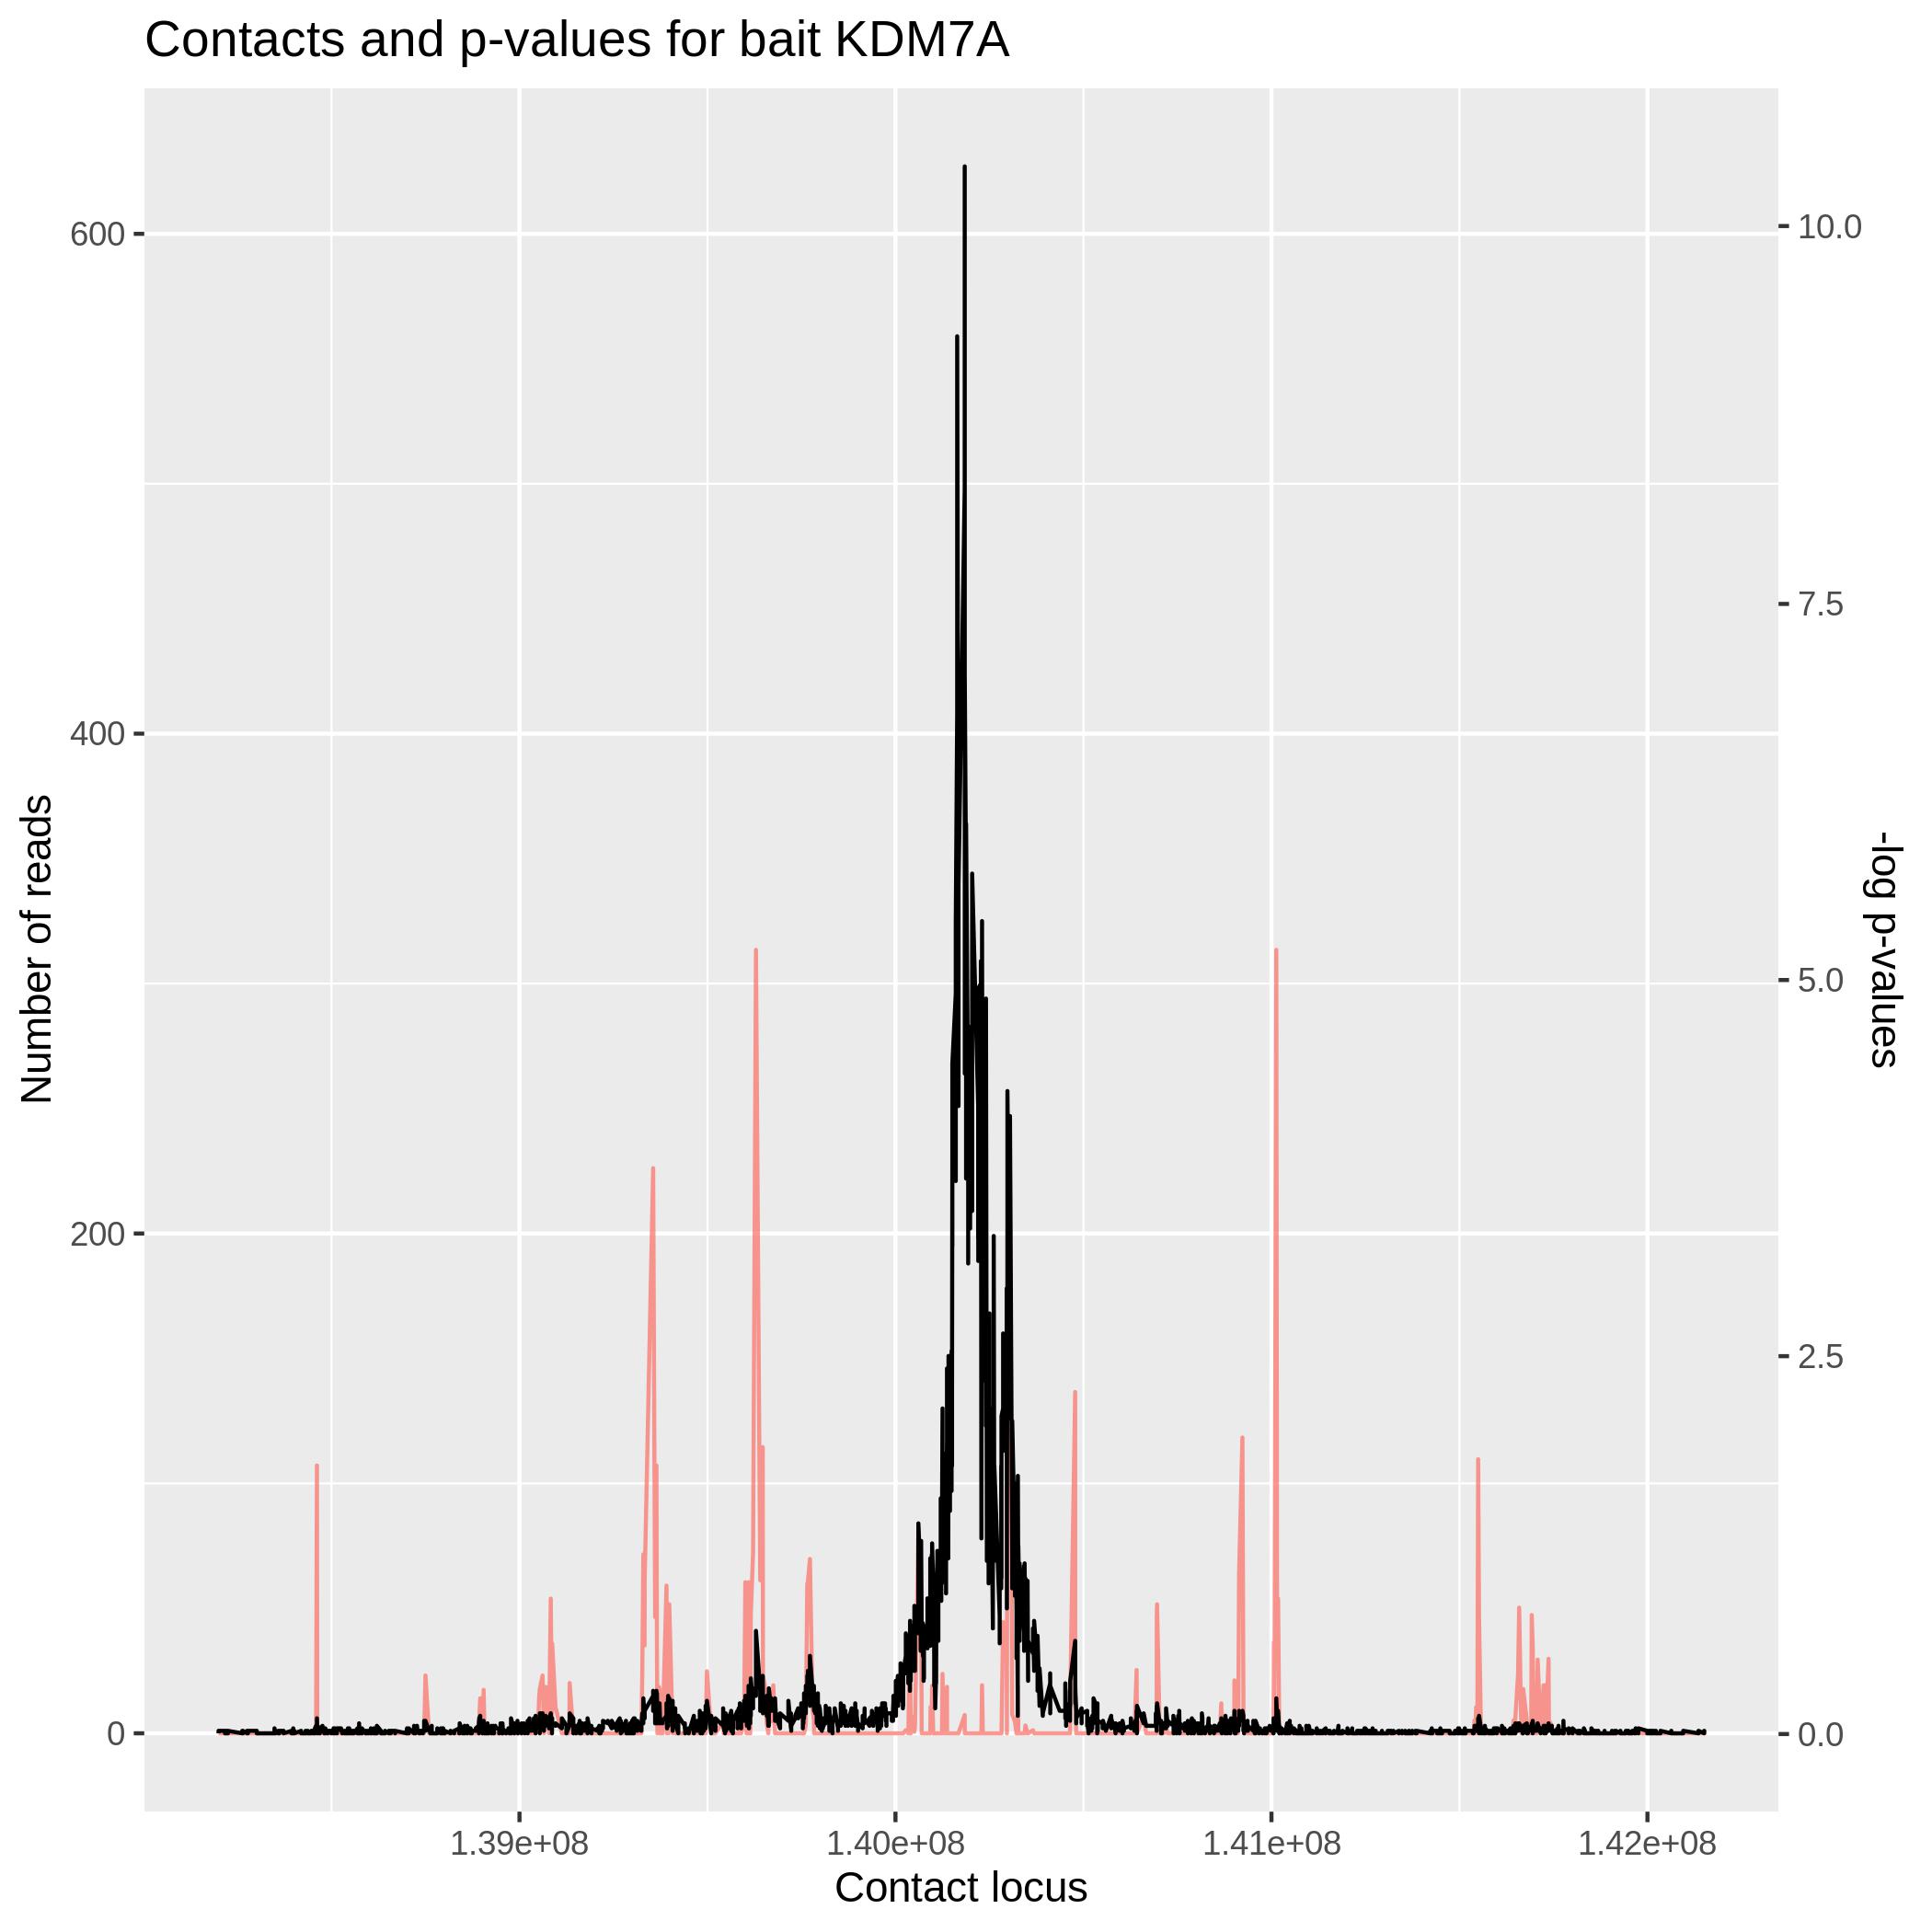 Contacts and p-values for bait KDM7A
600
400
200
0
Number of reads
10.0
7.5
5.0
2.5
0.0
-log p-values
1.39e+08 1.40e+08 1.41e+08 1.42e+08
Contact locus